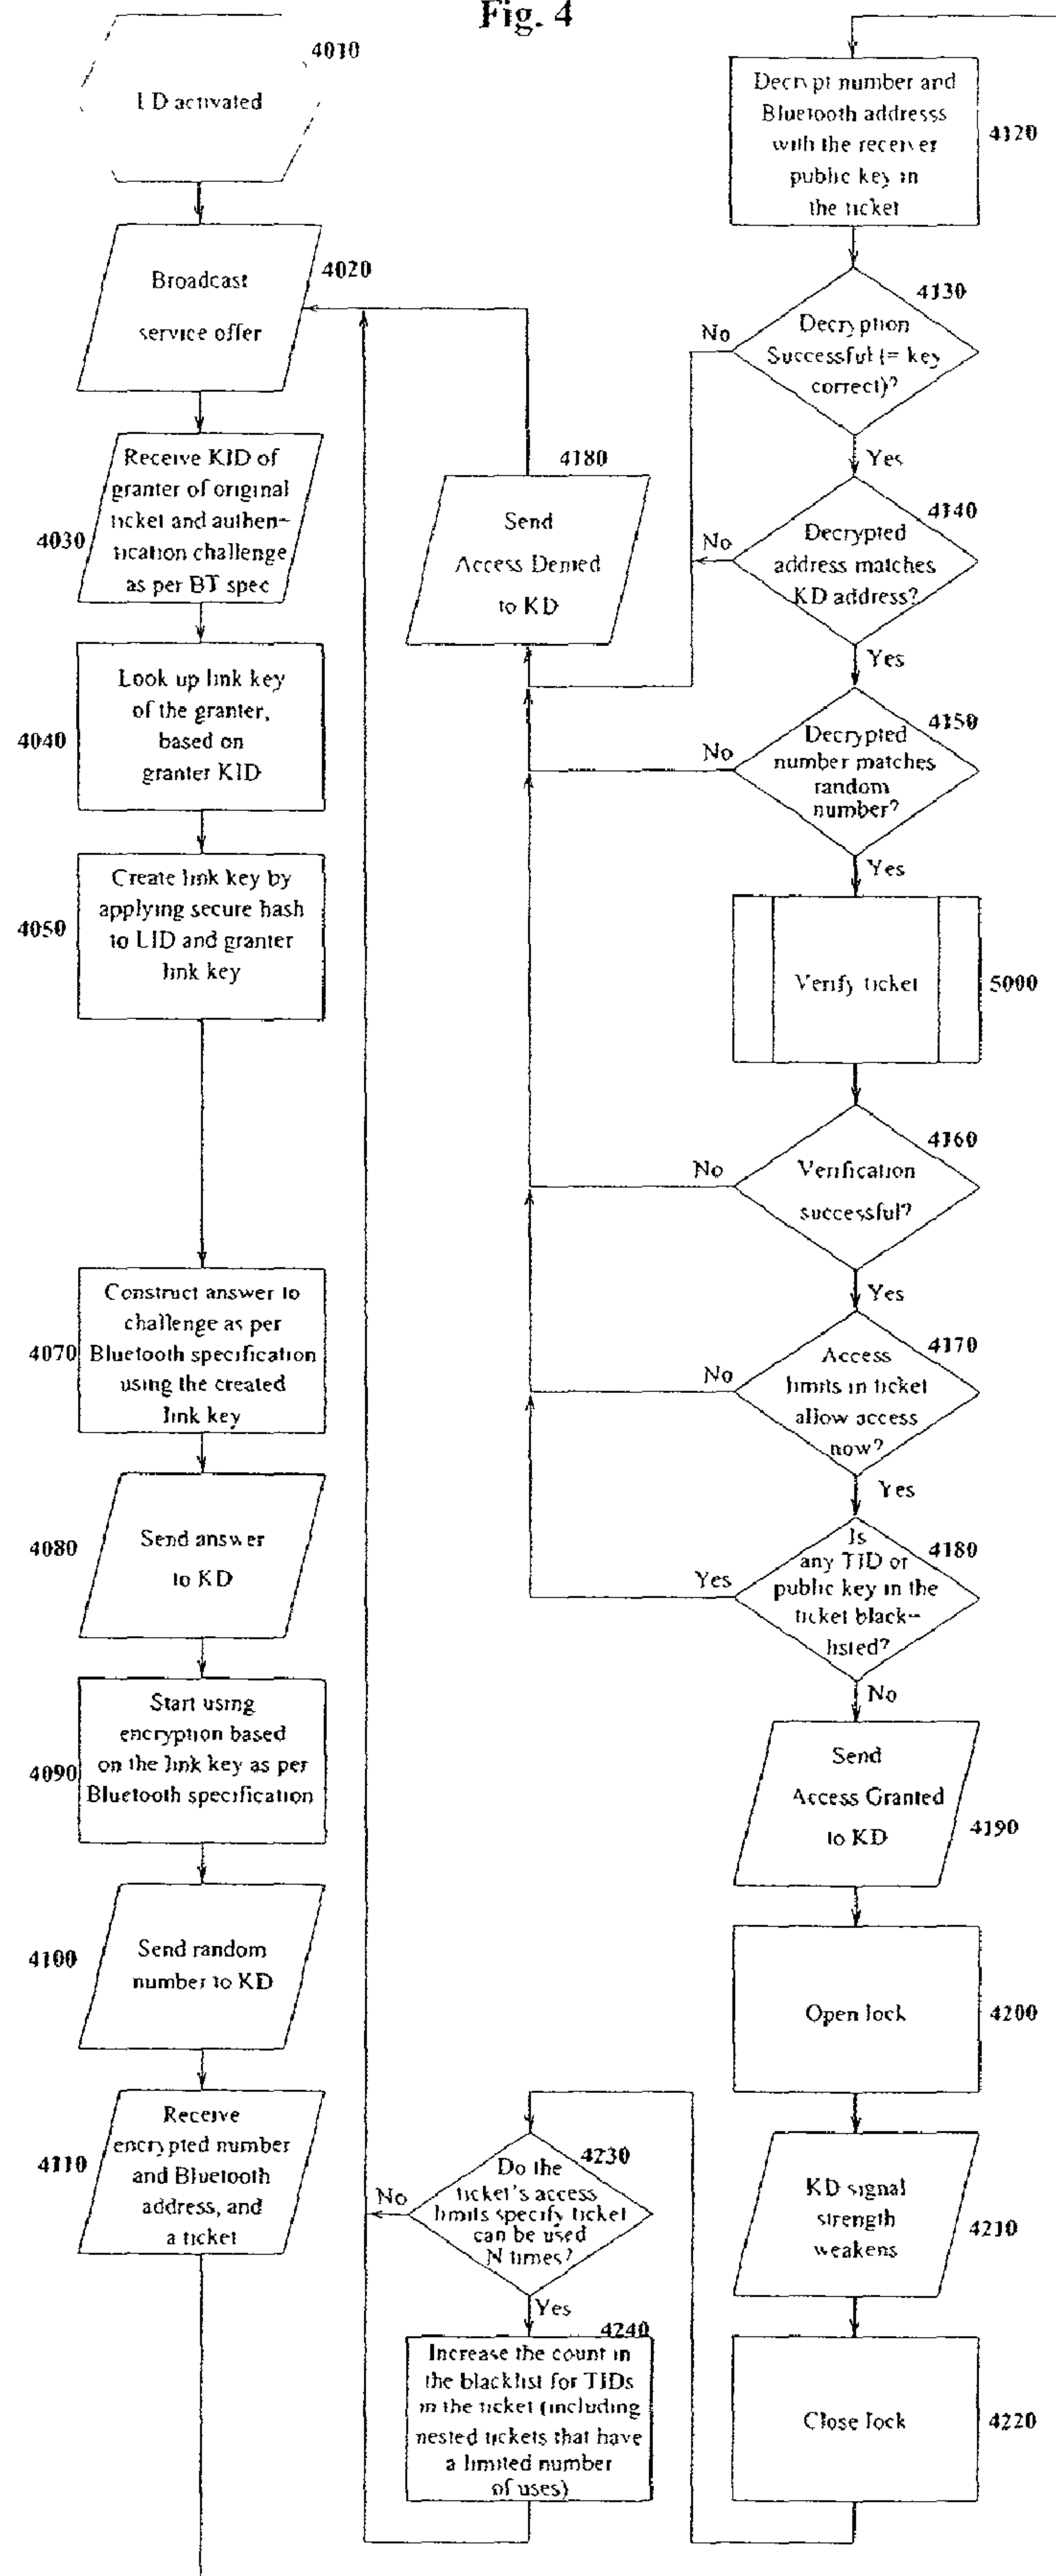 Fig. 4
4010
LD activated
Broadcast
service offer
4020
Receive KID of
granter of original
ticket and authen-
tication challenge
as per BT spec
4030
Look up link key
of the granter,
based on
granter KID
4040
Create link key by
applying secure hash
to LID and granter
link key
4050
Construct answer to
challenge as per
Bluetooth specification
using the created
link key
4070
Send answer
to KD
4080
Start using
encryption based
on the link key as per
Bluetooth specification
4090
Send random
number to KD
4100
Receive
encrypted number
and Bluetooth
address, and
a ticket
4110
Decrypt number and
Bluetooth addresss
with the receiver
public key in
the ticket
4120
4130
Decryption
Successful (= key
correct)?
No
Yes
4140
Decrypted
address matches
KD address?
No
Yes
4150
Decrypted
number matches
random
number?
No
Yes
4180
Send
Access Denied
to KD
Verify ticket
5000
4160
Verification
successful?
No
Yes
4170
Access
limits in ticket
allow access
now?
No
Yes
4180
Is
any TID or
public key in the
ticket black-
listed?
Yes
No
Send
Access Granted
to KD
4190
Open lock
4200
KD signal
strength
weakens
4210
Close lock
4220
4230
Do the
ticket's access
limits specify ticket
can be used
N times?
No
Yes
4240
Increase the count in
the blacklist for TIDs
in the ticket (including
nested tickets that have
a limited number
of uses)